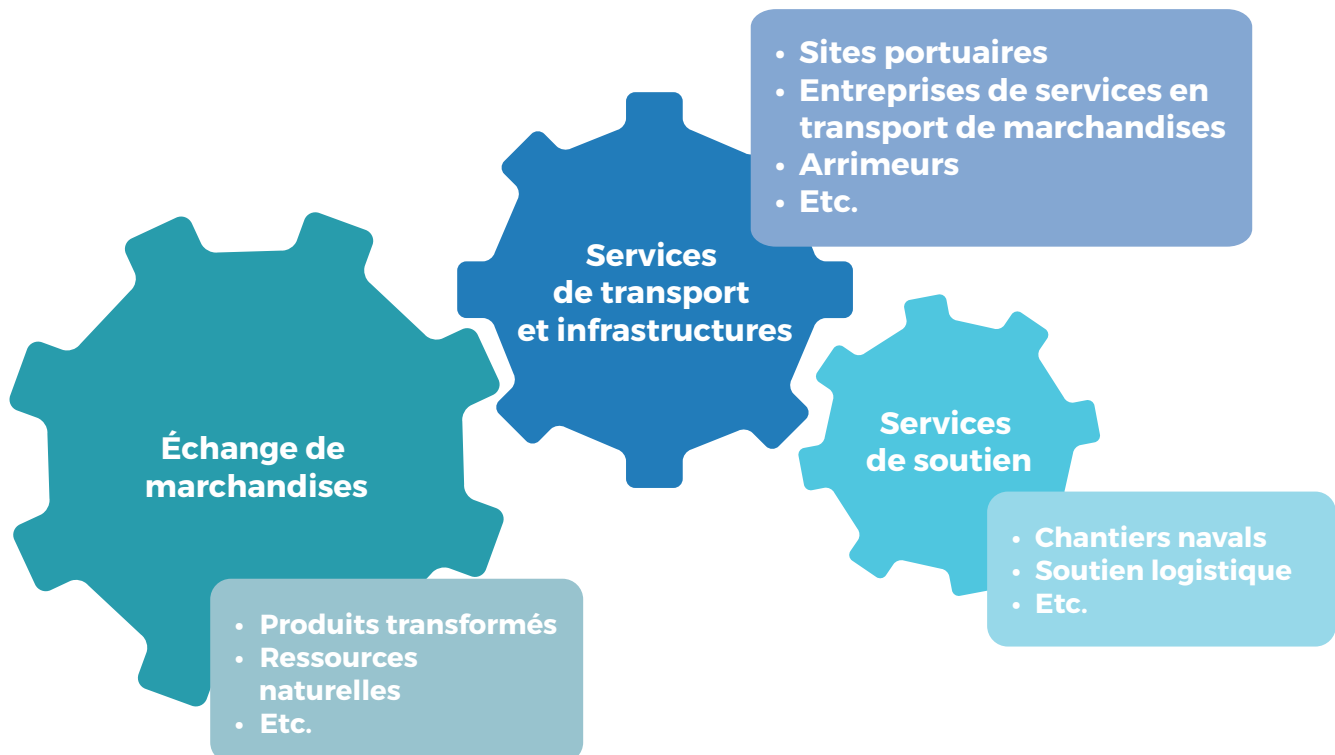 Échange de
marchandises
• Produits transformés
• Ressources
naturelles
• Etc.
Services
de transport
et infrastructures
• Sites portuaires
• Entreprises de services en
transport de marchandises
• Arrimeurs
• Etc.
Services
de soutien
• Chantiers navals
• Soutien logistique
• Etc.